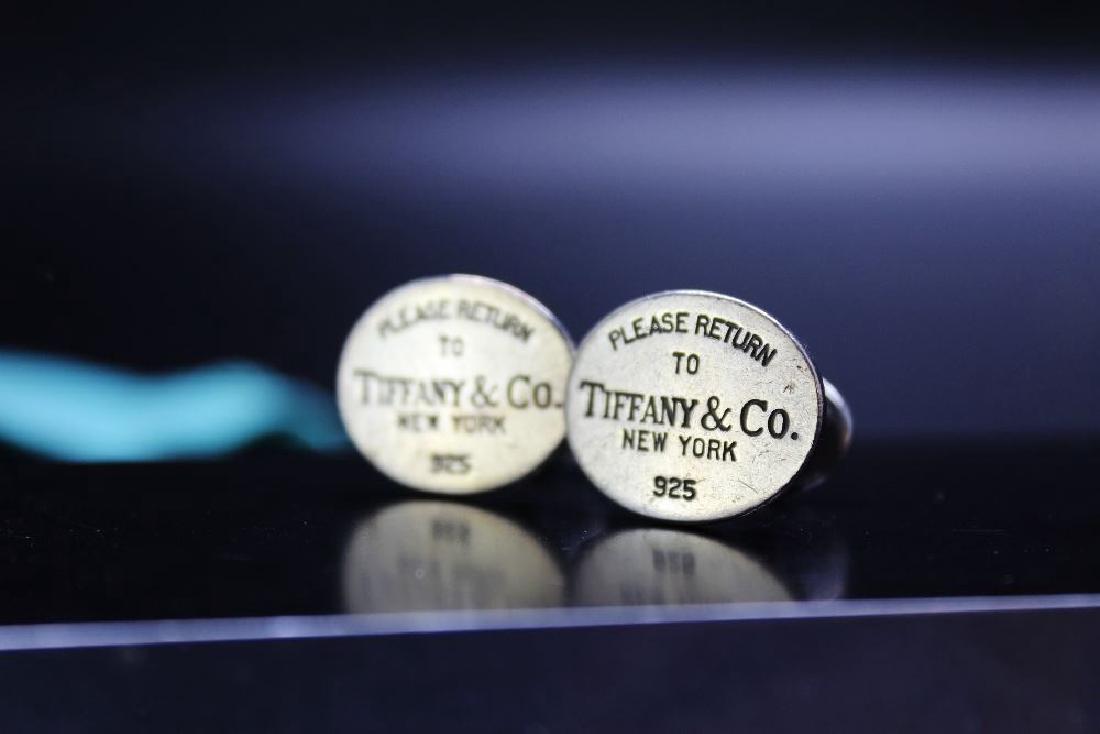 PLEASE RETURN
TO
TIFFANY & CO.
NEW YORK
925
PLEASE RETURN
TO
TIFFANY & CO.
NEW YORK
925